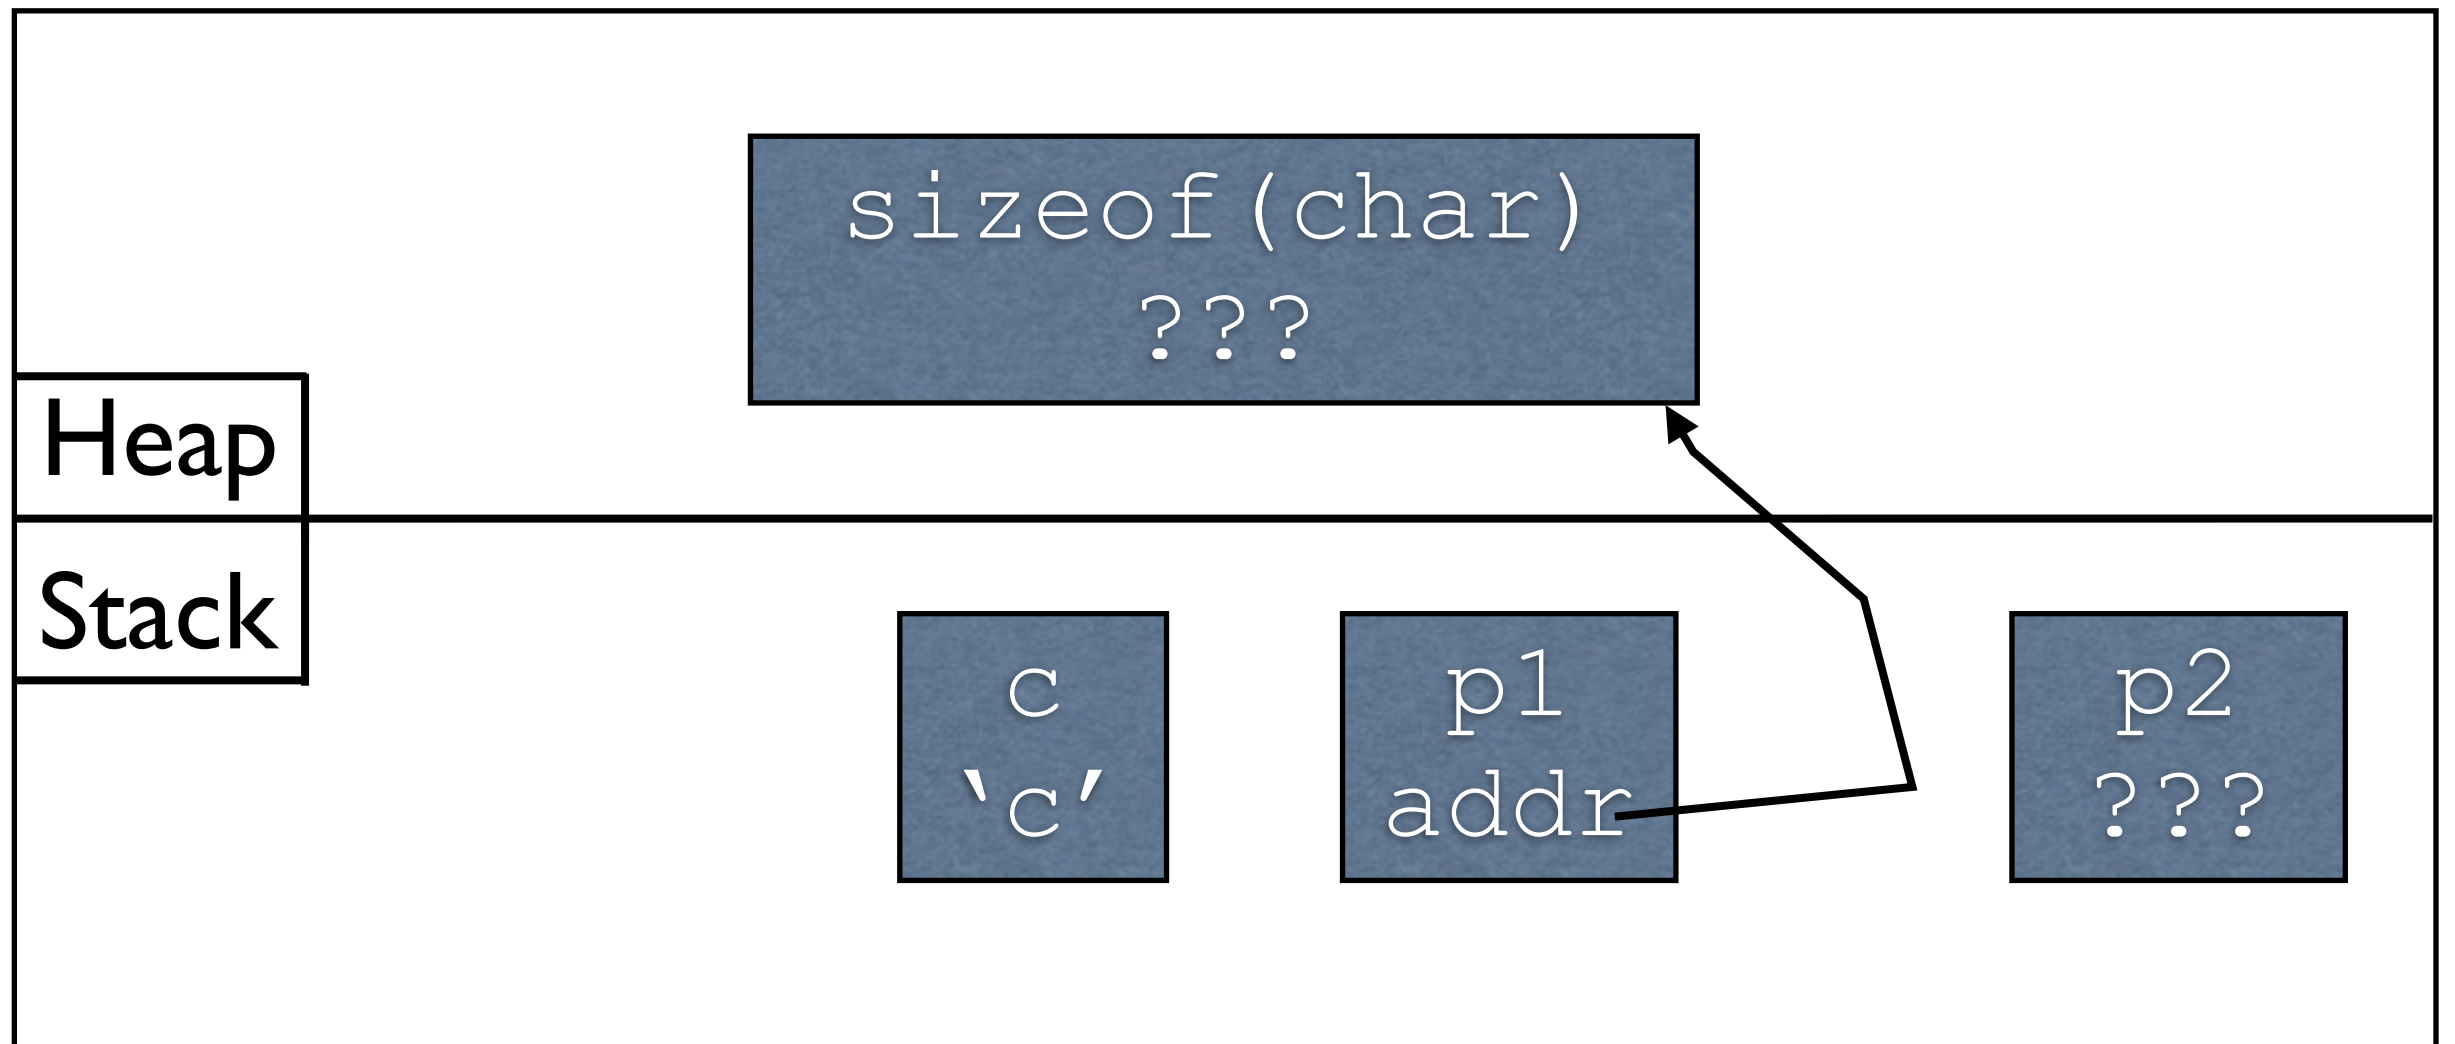 sizeof(char)
???
Heap
Stack
c
‘c’
p1
addr
p2
???